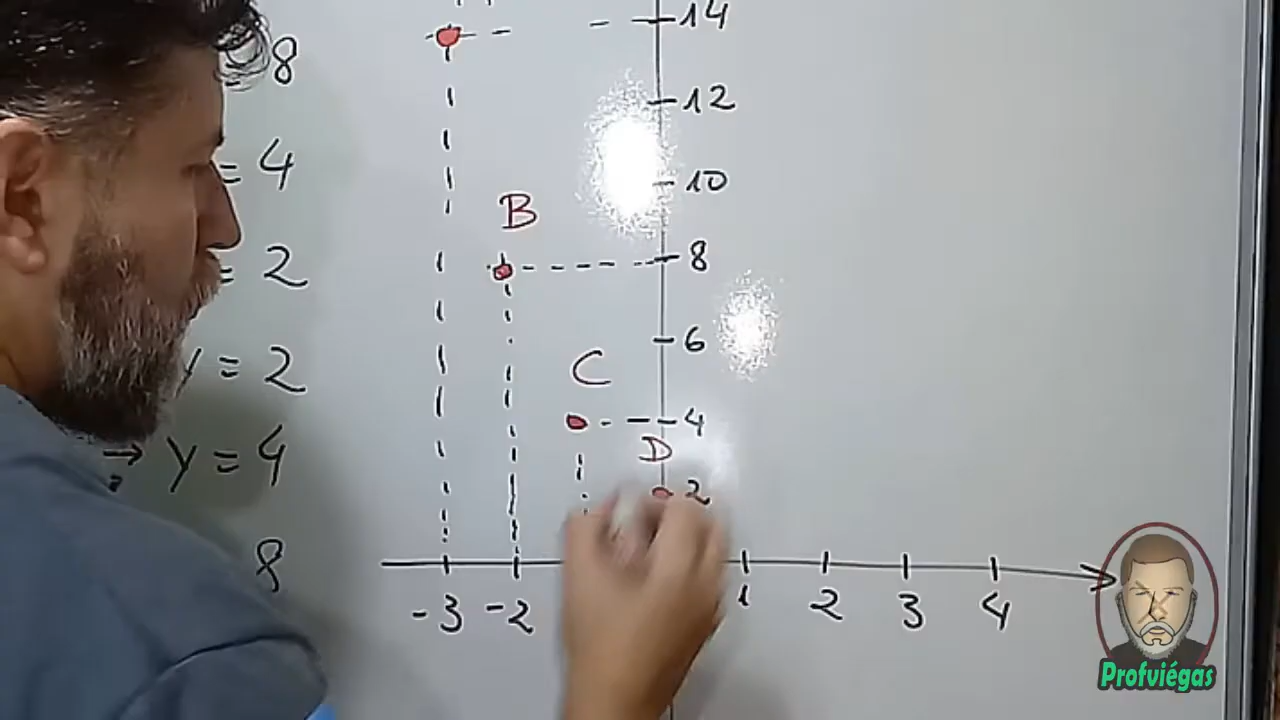 8
= 4
= 2
y = 2
→ y = 4
8
14
12
10
B
8
6
C
4
D
2
-3 -2 1 2 3 4
Profviégas